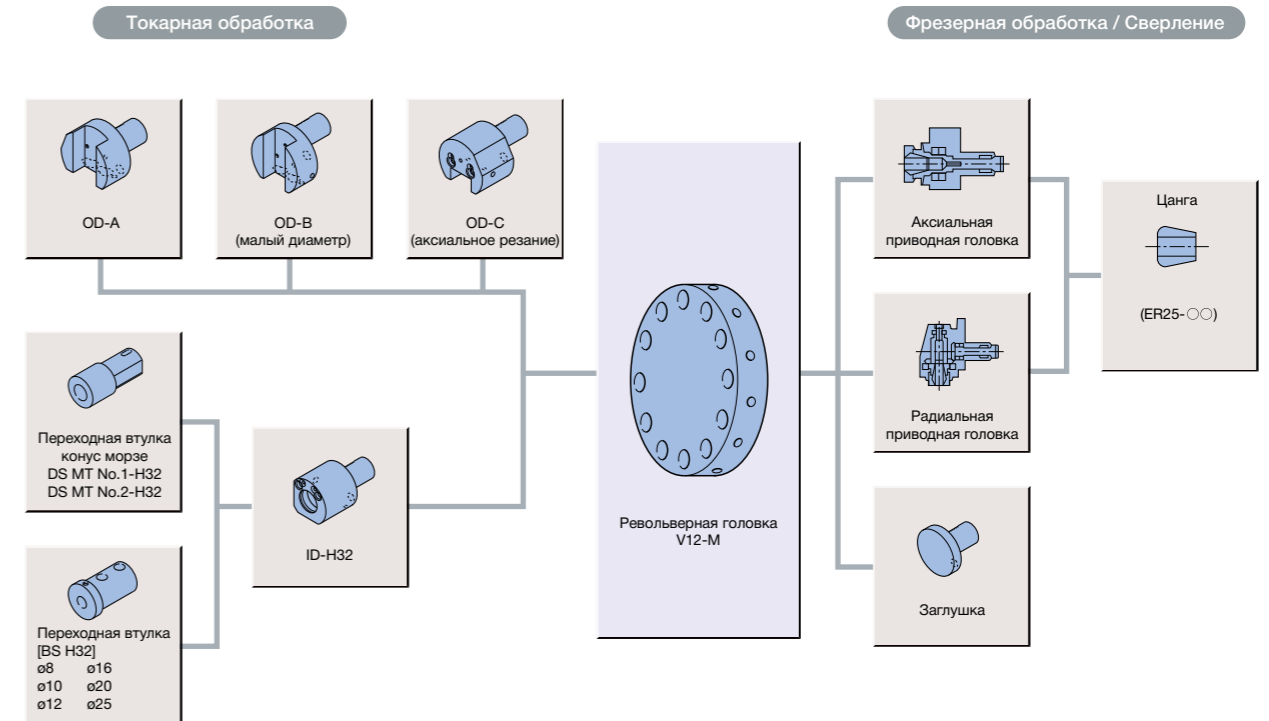 Токарная обработка
Фрезерная обработка / Сверление
OD-A
OD-B
(малый диаметр)
OD-C
(аксиальное резание)
Переходная втулка
конус морзе
DS MT No.1-H32
DS MT No.2-H32
ID-H32
Переходная втулка
[BS H32]
ø8 ø16
ø10 ø20
ø12 ø25
Револьверная головка
V12-M
Аксиальная
приводная головка
Радиальная
приводная головка
Заглушка
Цанга
(ER25-○○)